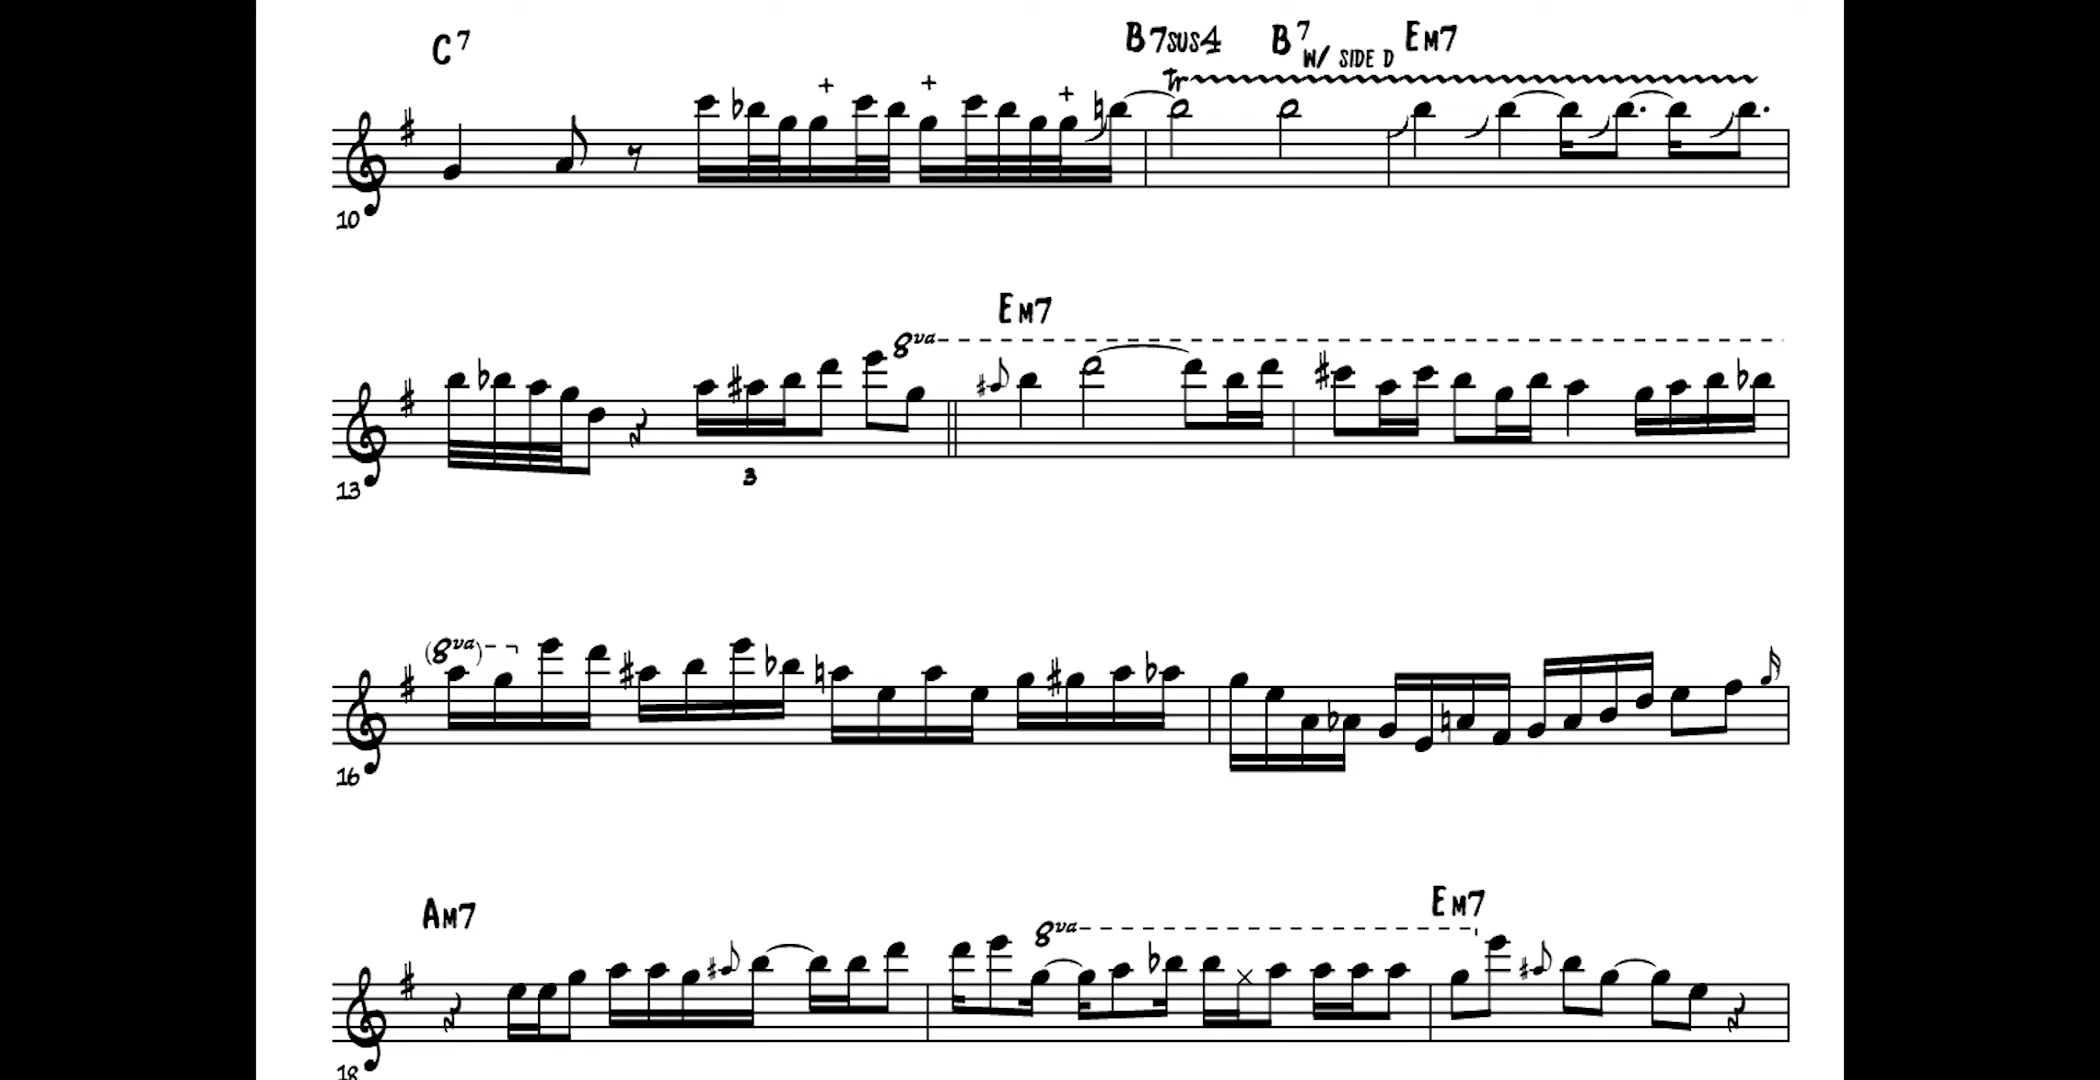 C7 B7SUS4 B7 EM7
W/ SIDE D
tr
10
EM7
8va
3
13
(8va)
16
AM7 EM7
8va
18